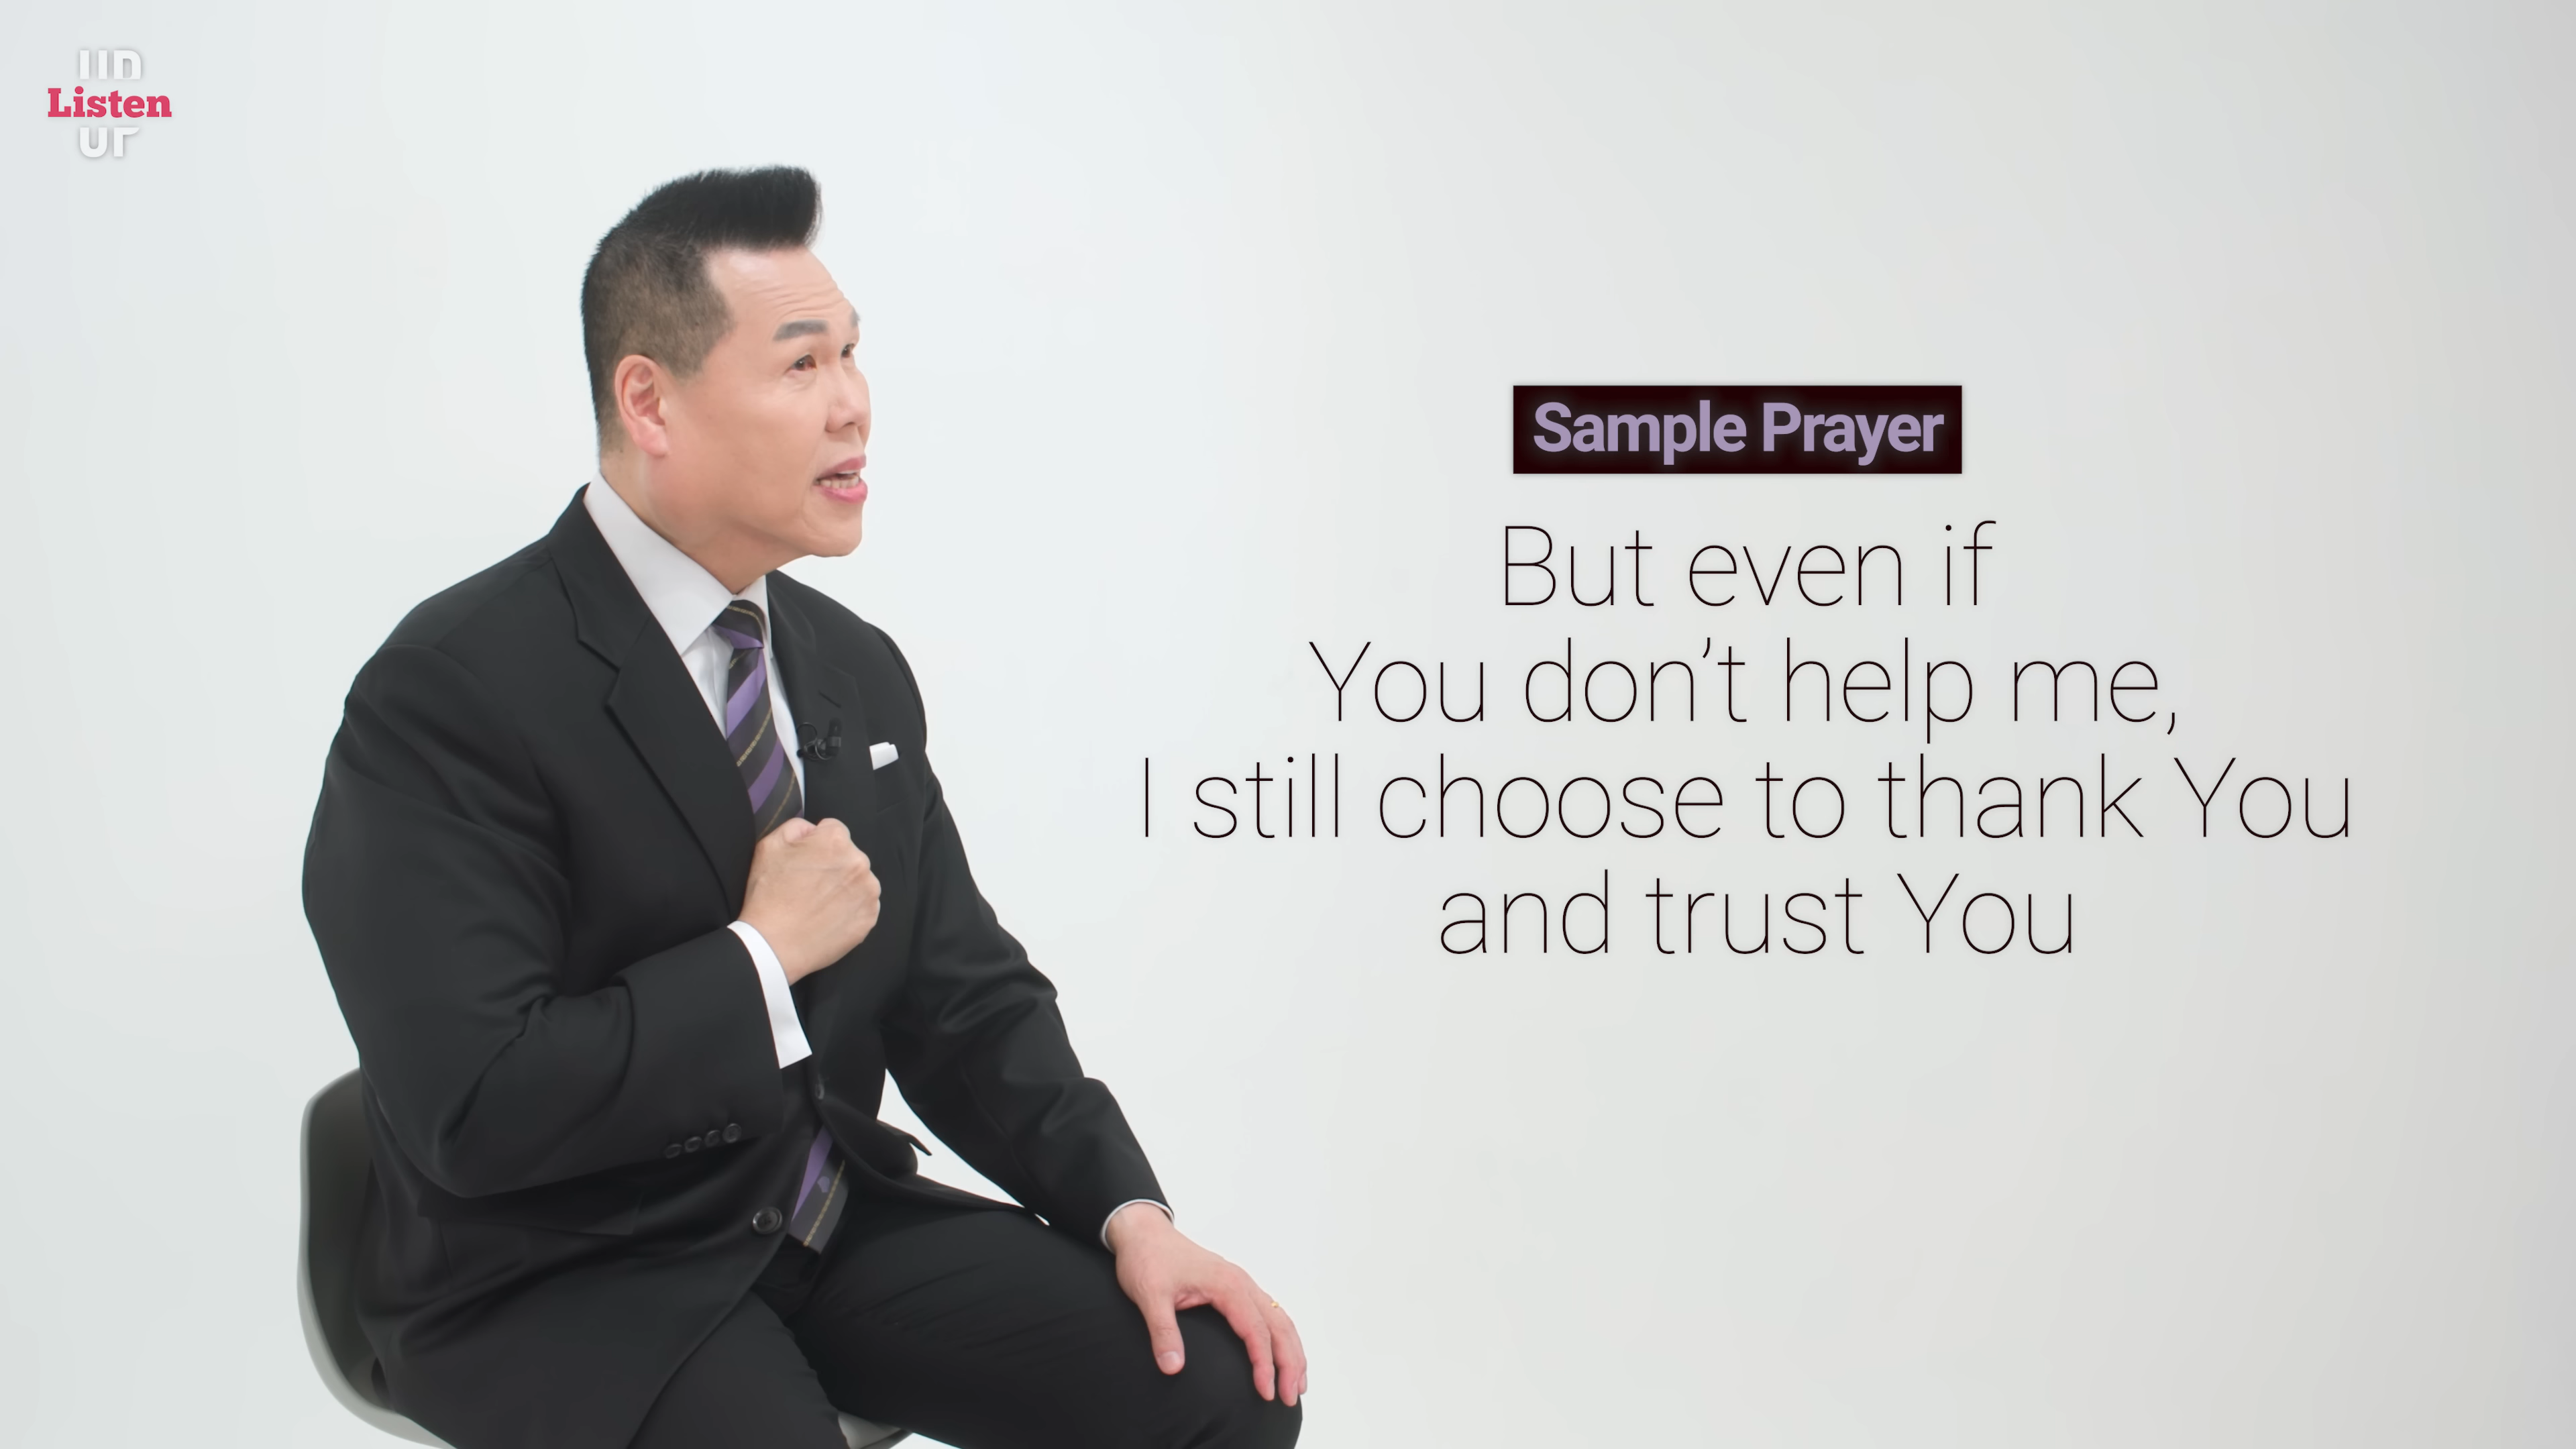 Listen
UP
Sample Prayer
But even if
You don’t help me,
I still choose to thank You
and trust You